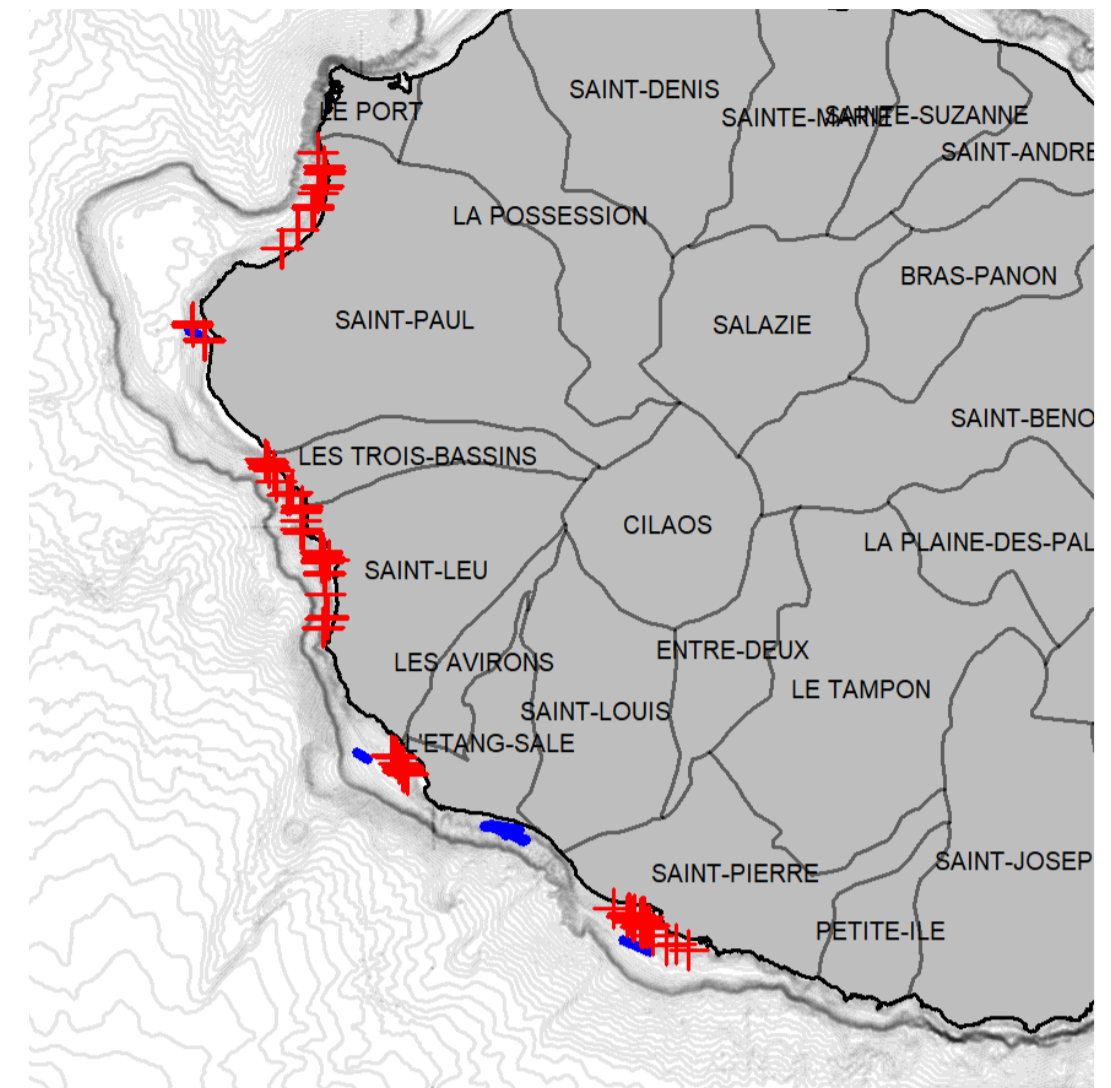 SAINT-DENIS
LE PORT
SAINTE-MARIE
SAINTE-SUZANNE
SAINT-ANDRE
LA POSSESSION
BRAS-PANON
SAINT-PAUL
SALAZIE
SAINT-BENO
LES TROIS-BASSINS
CILAOS
LA PLAINE-DES-PAL
SAINT-LEU
ENTRE-DEUX
LES AVIRONS
LE TAMPON
SAINT-LOUIS
L'ETANG-SALE
SAINT-JOSEP
SAINT-PIERRE
PETITE-ILE